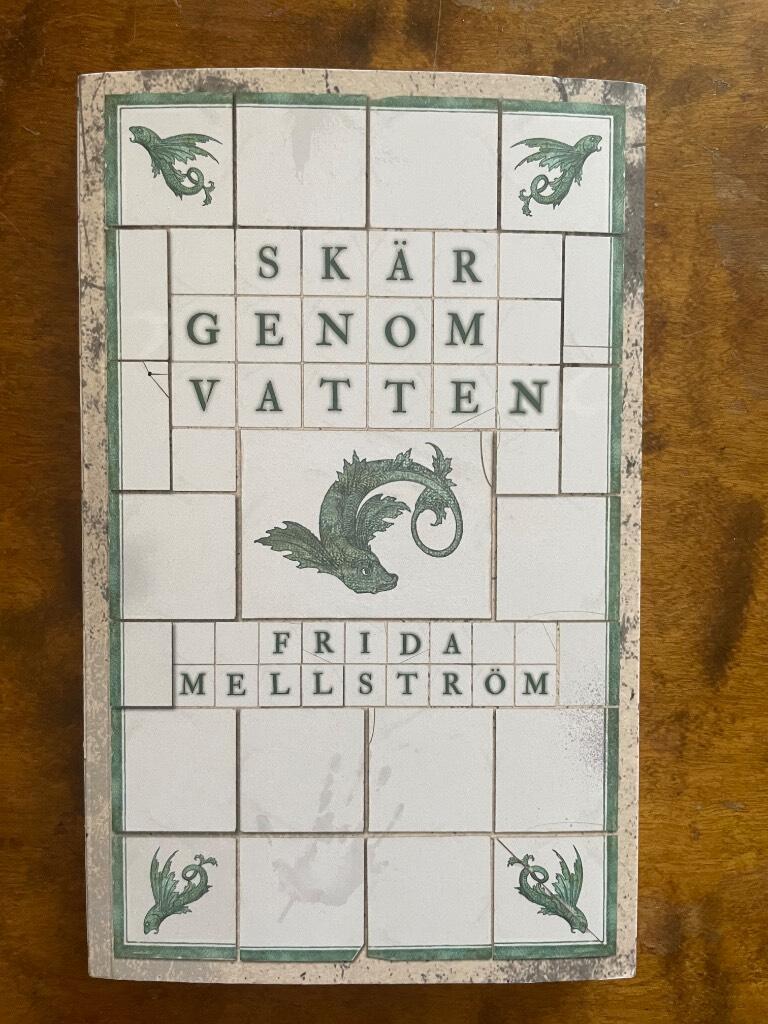 SKÄR
GENOM
VATTEN
FRIDA
MELLSTRÖM